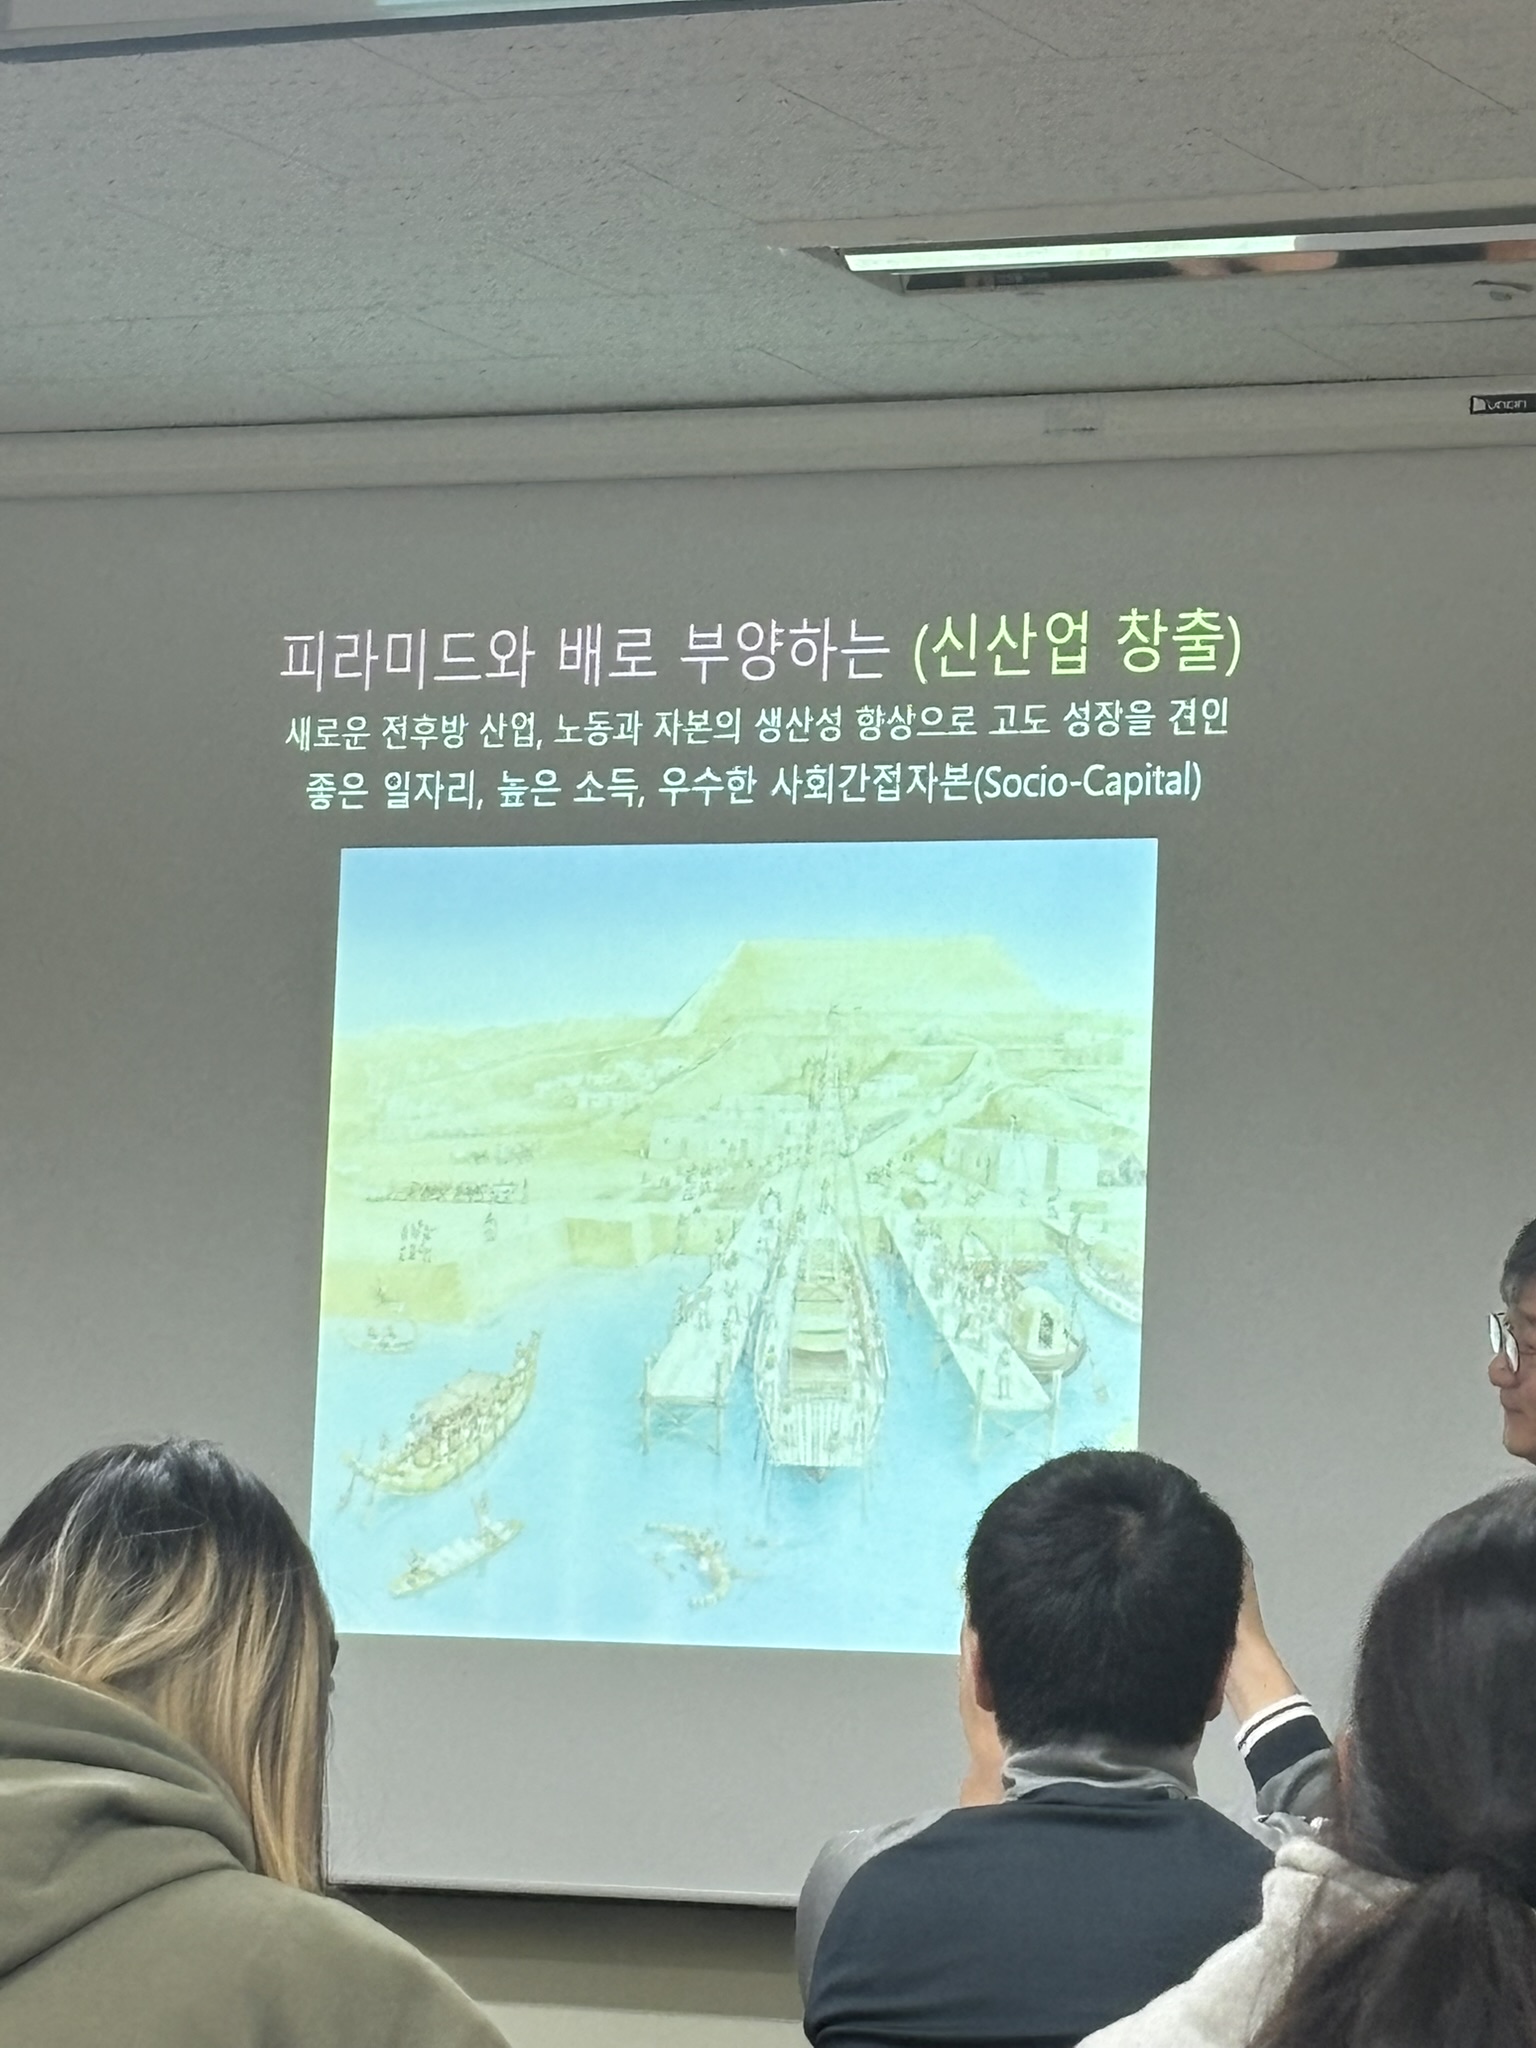 피라미드와 배로 부양하는 (신산업 창출)
새로운 전후방 산업, 노동과 자본의 생산성 향상으로 고도 성장을 견인
좋은 일자리, 높은 소득, 우수한 사회간접자본(Socio-Capital)